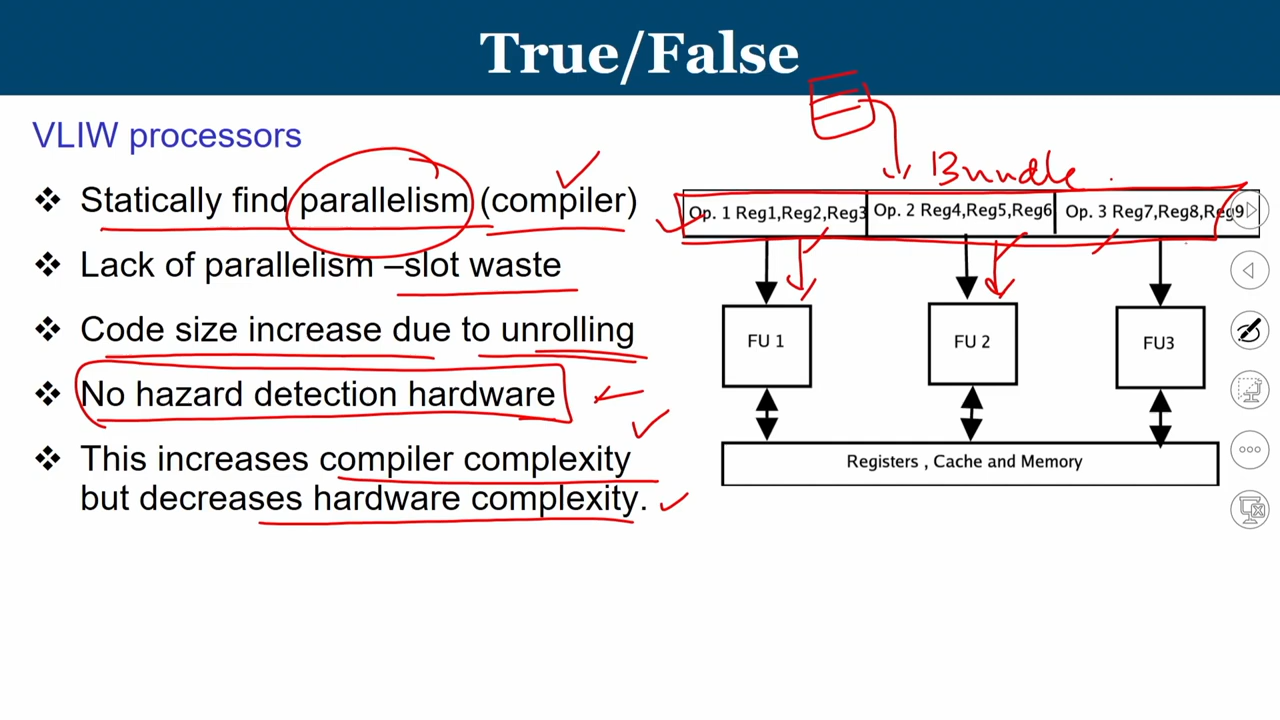 True/False
VLIW processors
❖ Statically find parallelism (compiler)
❖ Lack of parallelism –slot waste
❖ Code size increase due to unrolling
❖ No hazard detection hardware
❖ This increases compiler complexity
but decreases hardware complexity.
Bundle
Op. 1 Reg1,Reg2,Reg3 Op. 2 Reg4,Reg5,Reg6 Op. 3 Reg7,Reg8,Reg9
FU 1 FU 2 FU3
Registers , Cache and Memory